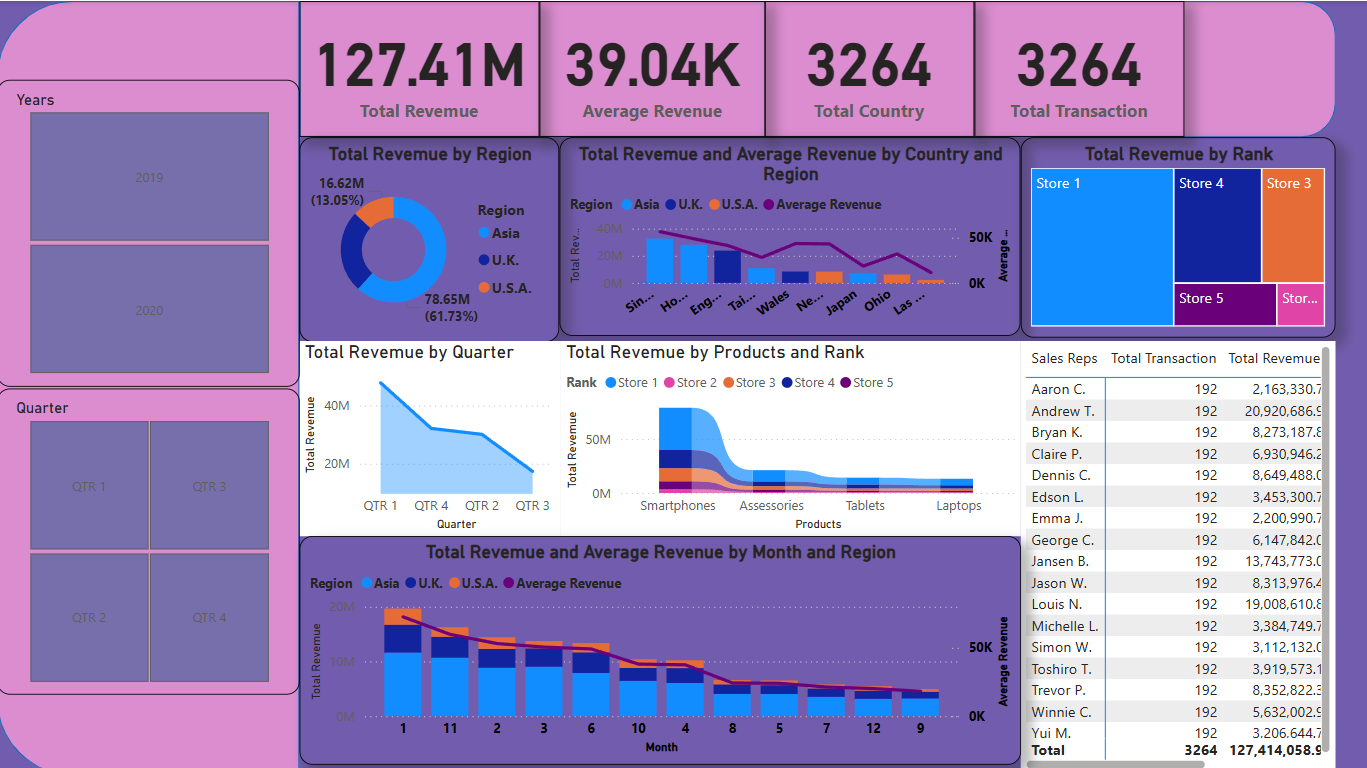 127.41M
Total Revemue
39.04K
Average Revenue
3264
Total Country
3264
Total Transaction
Years
2019
2020
Quarter
QTR 1
QTR 3
QTR 2
QTR 4
Total Revemue by Region
16.62M
(13.05%)
78.65M
(61.73%)
Region
Asia
U.K.
U.S.A.
Total Revemue and Average Revemue by Country and
Region
Region Asia U.K. U.S.A. Average Revemue
Total Rev...
40M
20M
0M
50K
0K
Average ...
Sin... Ho... Eng... Tai... Wales Ne... Japan Ohio Las ...
Total Revemue by Rank
Store 1
Store 4
Store 3
Store 5
Stor...
Total Revemue by Quarter
Total Revemue
40M
20M
QTR 1 QTR 4 QTR 2 QTR 3
Quarter
Total Revemue by Products and Rank
Rank Store 1 Store 2 Store 3 Store 4 Store 5
Total Revemue
50M
0M
Smartphones Assessories Tablets Laptops
Products
Total Revemue and Average Revemue by Month and Region
Region Asia U.K. U.S.A. Average Revemue
Total Revemue
20M
10M
0M
50K
0K
Average Revemue
1 11 2 3 6 10 4 8 5 7 12 9
Month
Sales Reps Total Transaction Total Revemue
Aaron C. 192 2,163,330.7
Andrew T. 192 20,920,686.9
Bryan K. 192 8,273,187.8
Claire P. 192 6,930,946.2
Dennis C. 192 8,649,488.0
Edson L. 192 3,453,300.7
Emma J. 192 2,200,990.7
George C. 192 6,147,842.0
Jansen B. 192 13,743,773.0
Jason W. 192 8,313,976.4
Louis N. 192 19,008,610.8
Michelle L. 192 3,384,749.7
Simon W. 192 3,112,132.0
Toshiro T. 192 3,919,573.1
Trevor P. 192 8,352,822.3
Winnie C. 192 5,632,002.9
Yui M. 192 3,206,644.7
Total 3264 127,414,058.9